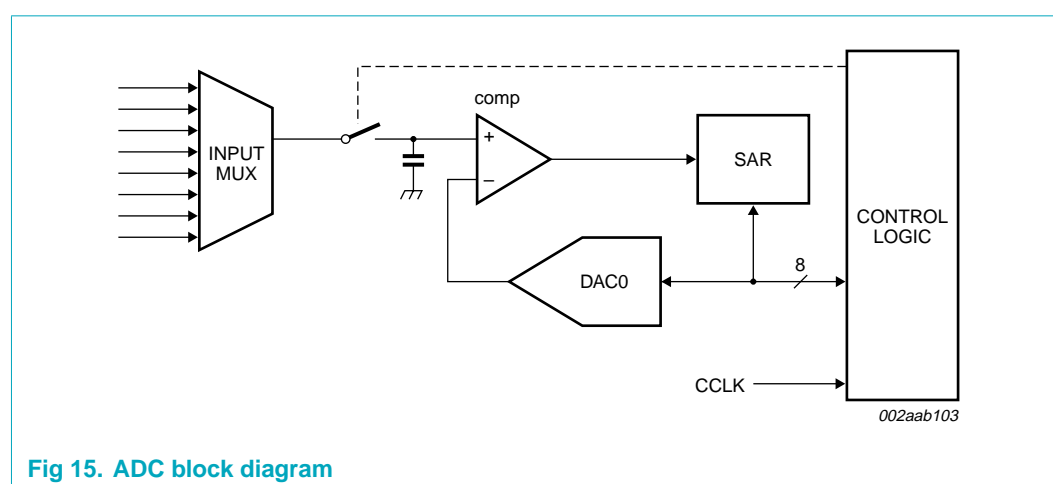 comp
INPUT
MUX
+
−
SAR
CONTROL
LOGIC
DAC0
8
CCLK
002aab103
Fig 15. ADC block diagram